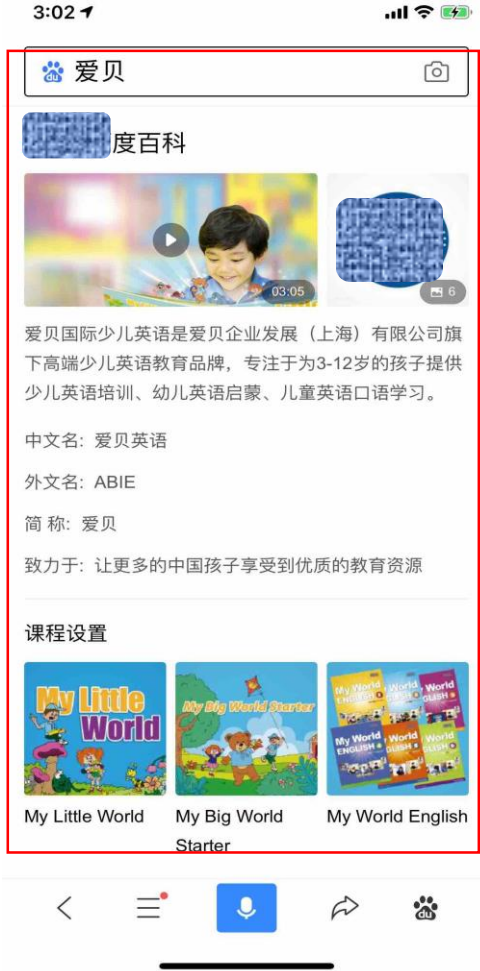 3:02
爱贝
度百科
03:05
6
爱贝国际少儿英语是爱贝企业发展（上海）有限公司旗
下高端少儿英语教育品牌，专注于为3-12岁的孩子提供
少儿英语培训、幼儿英语启蒙、儿童英语口语学习。
中文名: 爱贝英语
外文名: ABIE
简 称: 爱贝
致力于: 让更多的中国孩子享受到优质的教育资源
课程设置
My Little
World
My Big World Starter
My World
ENGLISH
My World
ENGLISH
My Little World
My Big World
Starter
My World English
du